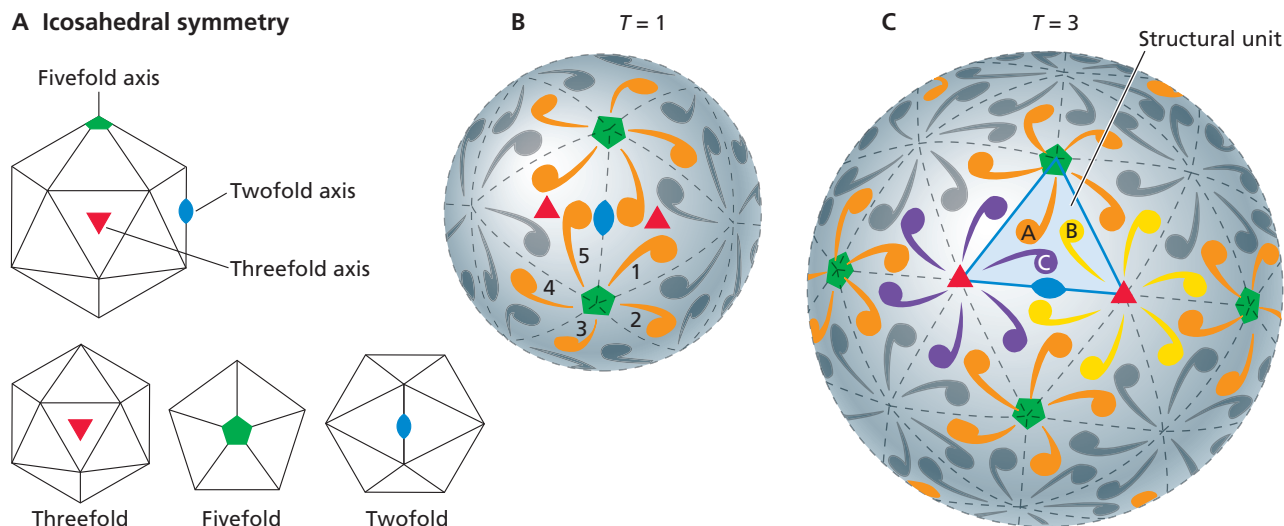 A Icosahedral symmetry
Fivefold axis
Twofold axis
Threefold axis
Threefold
Fivefold
Twofold
B
T = 1
5
1
4
3
2
C
T = 3
Structural unit
A
B
C